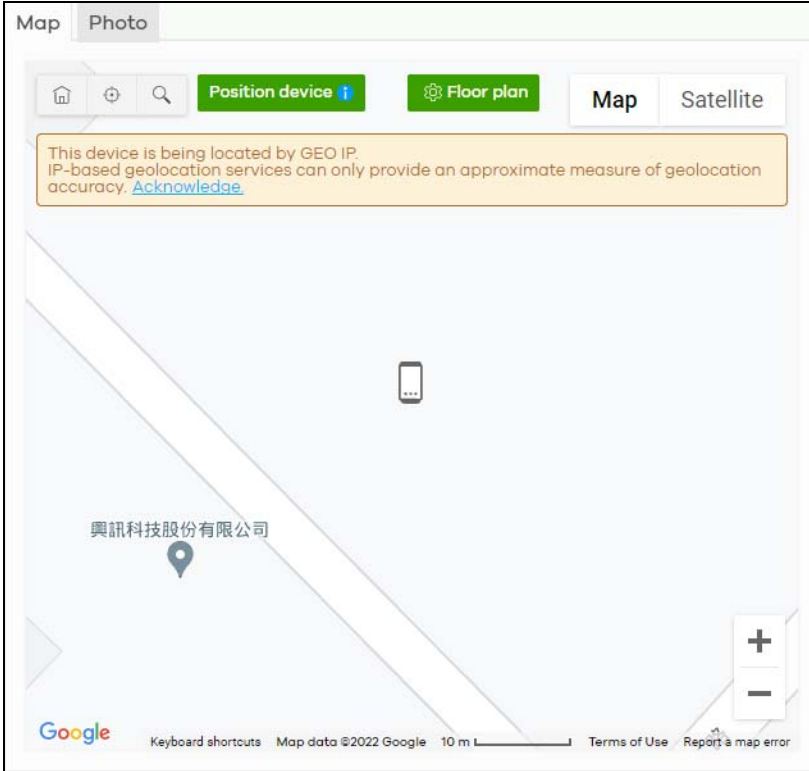 Map Photo
Position device i Floor plan Map Satellite
This device is being located by GEO IP.
IP-based geolocation services can only provide an approximate measure of geolocation
accuracy. Acknowledge.
興訊科技股份有限公司
Google Keyboard shortcuts Map data ©2022 Google 10 m Terms of Use Report a map error